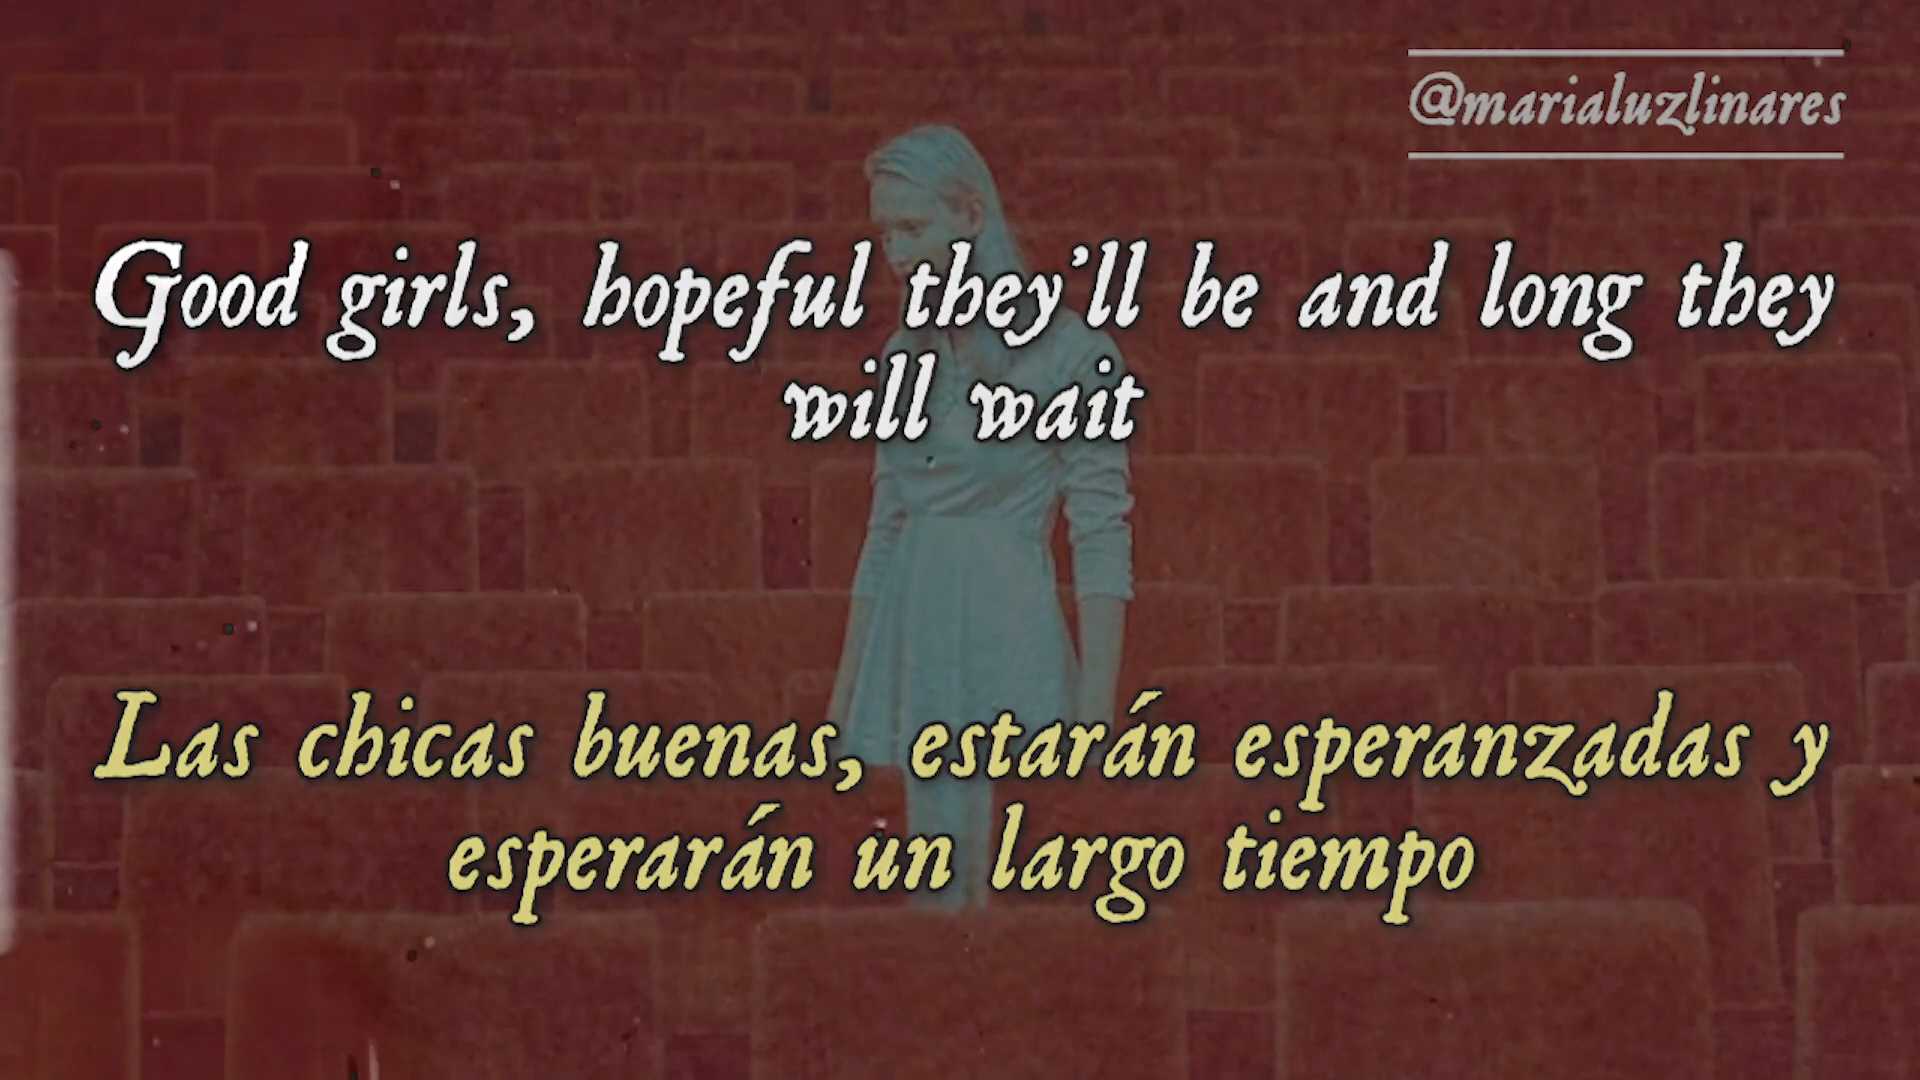 @marialuzlinares
Good girls, hopeful they'll be and long they
will wait
Las chicas buenas, estarán esperanzadas y
esperarán un largo tiempo